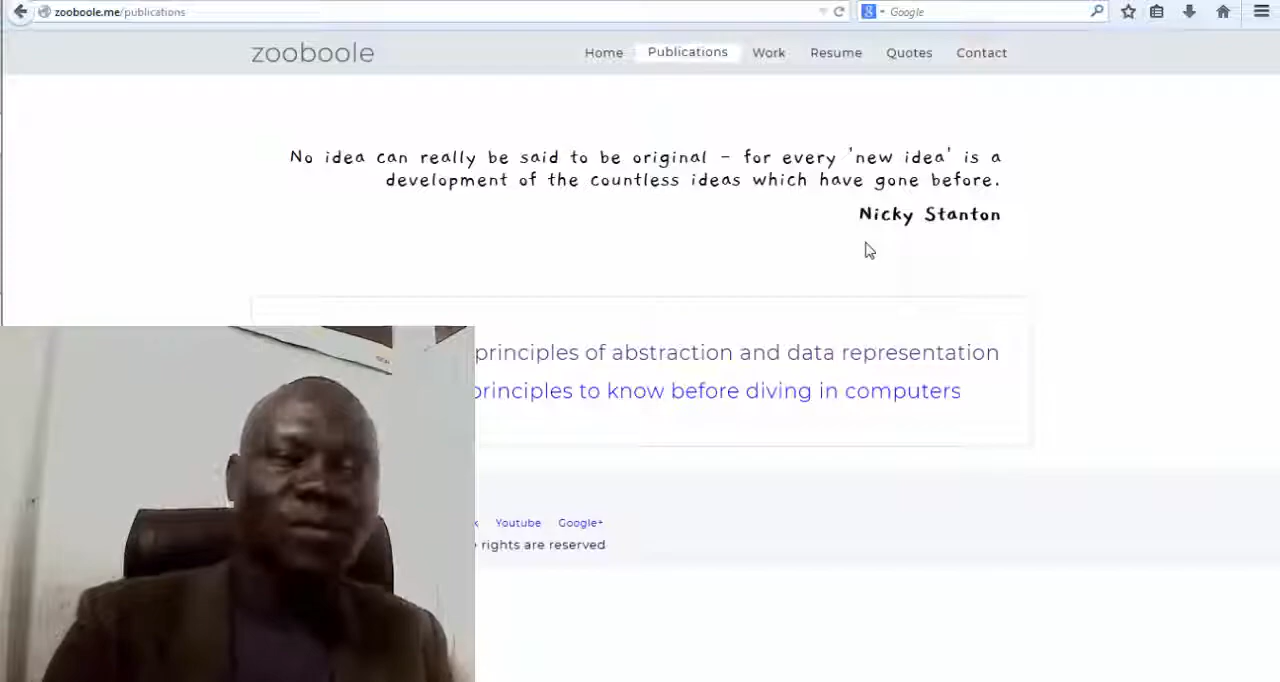 zooboole.me/publications
Google
zooboole
Home Publications Work Resume Quotes Contact
No idea can really be said to be original - for every 'new idea' is a
development of the countless ideas which have gone before.
Nicky Stanton
principles of abstraction and data representation
principles to know before diving in computers
Youtube Google+
rights are reserved